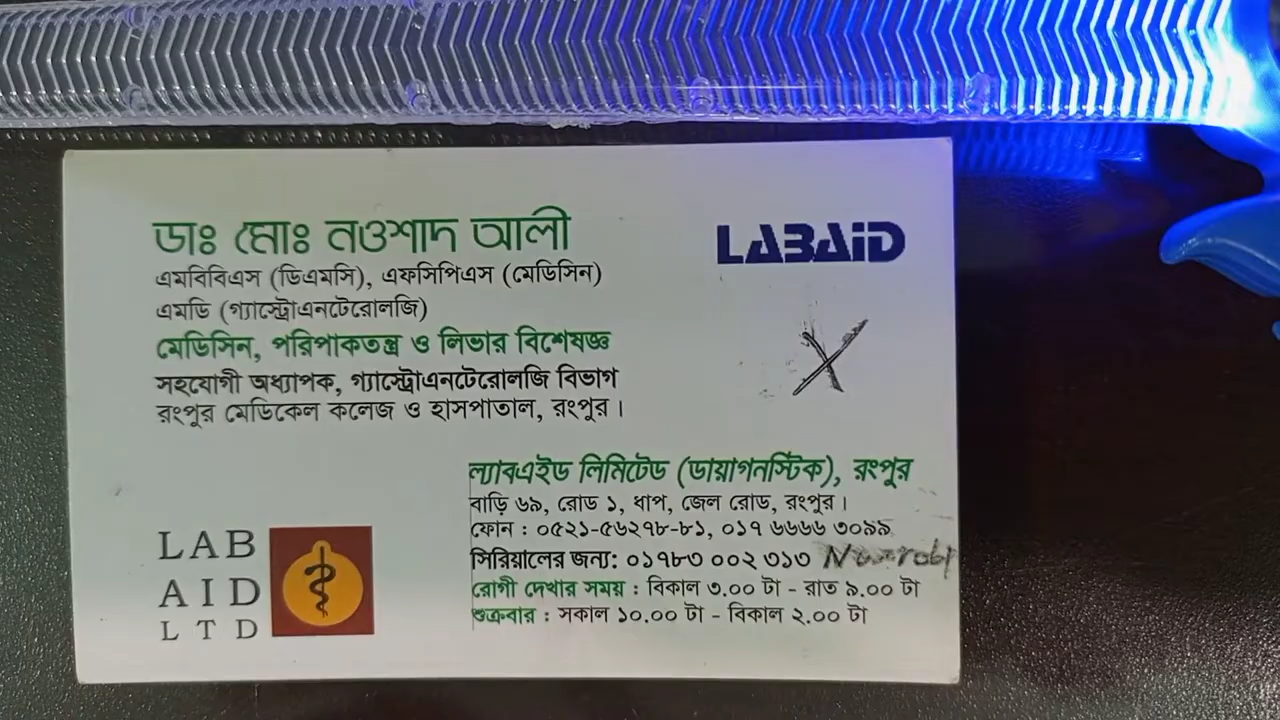 ডাঃ মোঃ নওশাদ আলী
এমবিবিএস (ডিএমসি), এফসিপিএস (মেডিসিন)
এমডি (গ্যাস্ট্রোএনটেরোলজি)
মেডিসিন, পরিপাকতন্ত্র ও লিভার বিশেষজ্ঞ
সহযোগী অধ্যাপক, গ্যাস্ট্রোএনটেরোলজি বিভাগ
রংপুর মেডিকেল কলেজ ও হাসপাতাল, রংপুর।
LABAID
ল্যাবএইড লিমিটেড (ডায়াগনস্টিক), রংপুর
বাড়ি ৬৯, রোড ১, ধাপ, জেল রোড, রংপুর।
ফোন : ০৫২১-৫৬২৭৮-৮১, ০১৭ ৬৬৬৬ ৩০৯৯
সিরিয়ালের জন্য: ০১৭৮৩ ০০২ ৩১৩
রোগী দেখার সময় : বিকাল ৩.০০ টা - রাত ৯.০০ টা
শুক্রবার : সকাল ১০.০০ টা - বিকাল ২.০০ টা
LAB
AID
LTD